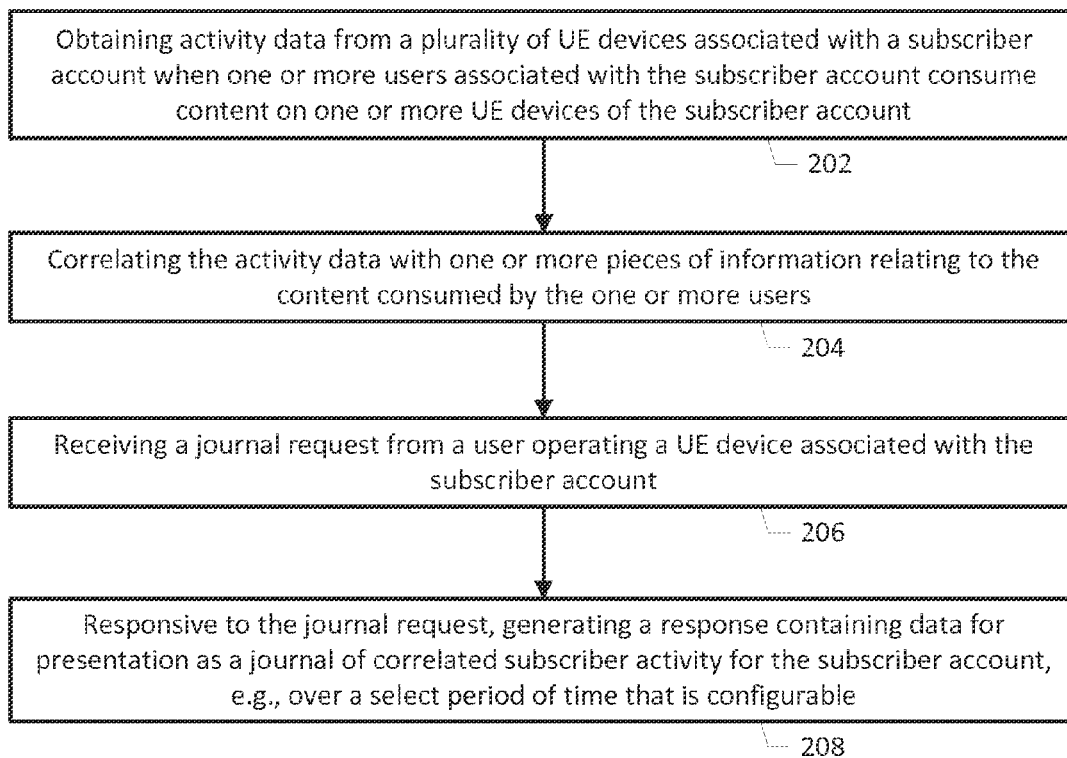 Obtaining activity data from a plurality of UE devices associated with a subscriber
account when one or more users associated with the subscriber account consume
content on one or more UE devices of the subscriber account
202
Correlating the activity data with one or more pieces of information relating to the
content consumed by the one or more users
204
Receiving a journal request from a user operating a UE device associated with the
subscriber account
206
Responsive to the journal request, generating a response containing data for
presentation as a journal of correlated subscriber activity for the subscriber account,
e.g., over a select period of time that is configurable
208